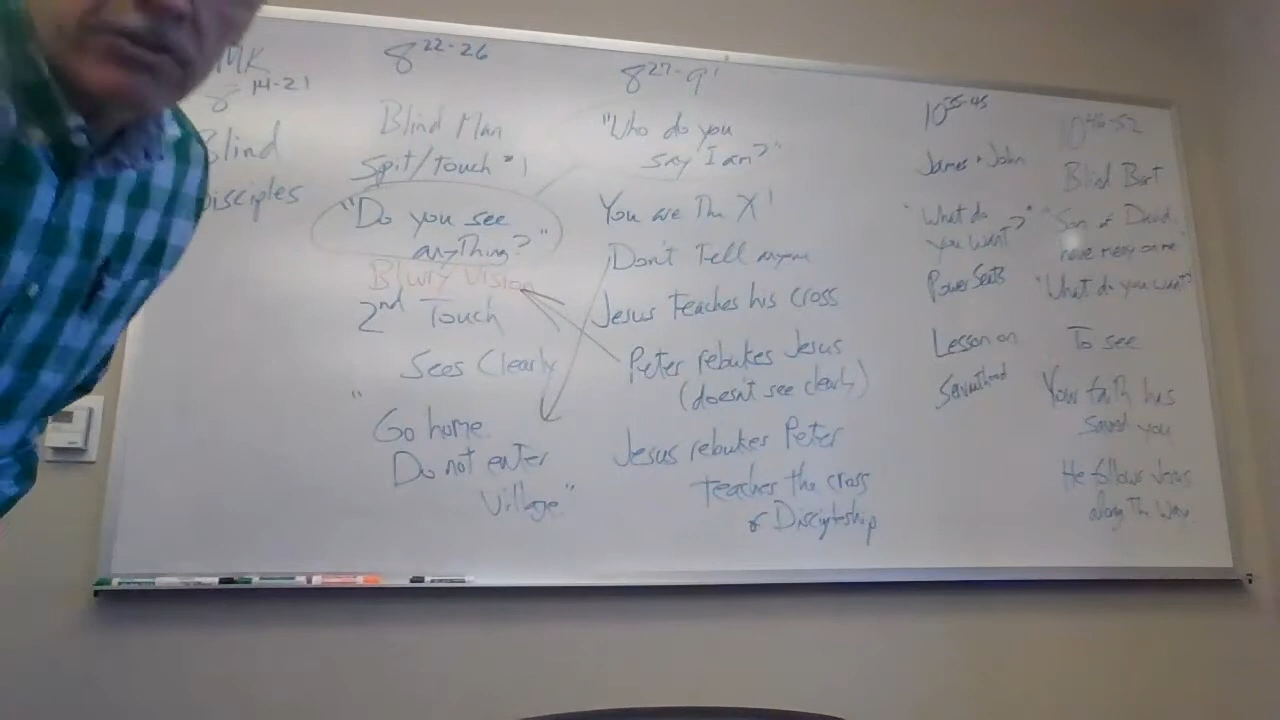 MK
8 14-21
Blind
Disciples
8 22-26
Blind Man
Spit/Touch #1
"Do you see
anything?"
Blurry Vision
2nd Touch
Sees Clearly
"
Go home
Do not enter
Village"
8 27-9 1
"Who do you
say I am?"
You are The X!
Don't Tell anyone
Jesus teaches his cross
Peter rebukes Jesus
(doesn't see clearly)
Jesus rebukes Peter
teaches the cross
of Discipleship
10 35-45
James + John
"What do
you want?"
Power Seats
Lesson on
Servanthood
10 46-52
Blind Bart
"Son of David
have mercy on me"
"What do you want?"
To see
Your faith has
saved you
He follows Jesus
along The Way